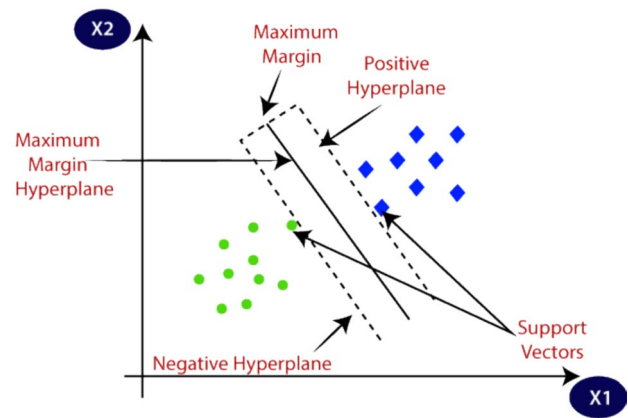 X2
Maximum
Margin
Positive
Hyperplane
Maximum
Margin
Hyperplane
Support
Vectors
Negative Hyperplane
X1